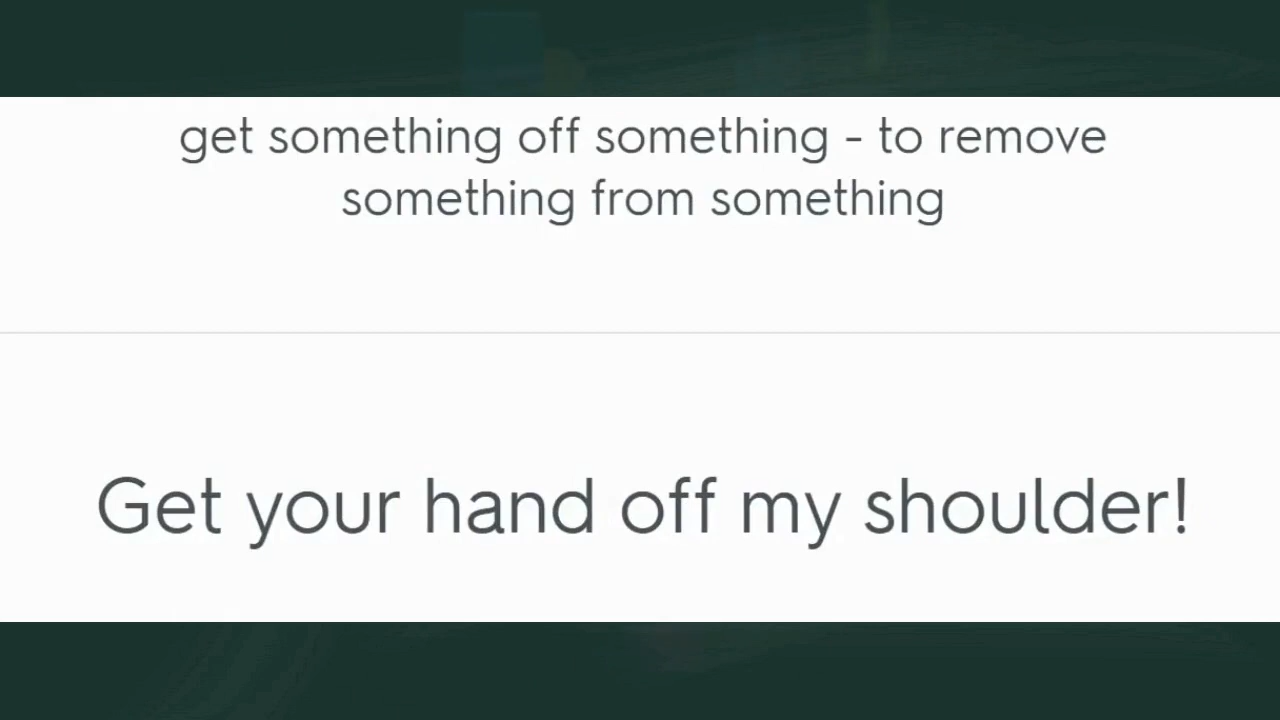 get something off something - to remove
something from something
Get your hand off my shoulder!